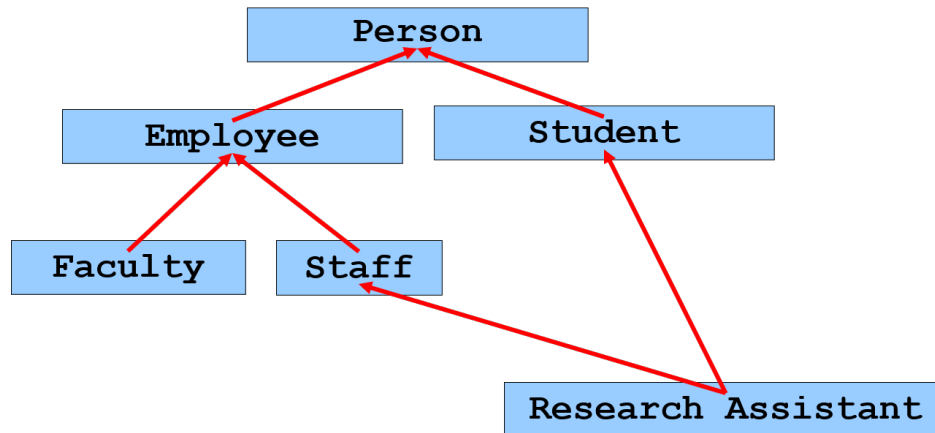 Person
Employee
Student
Faculty
Staff
Research Assistant